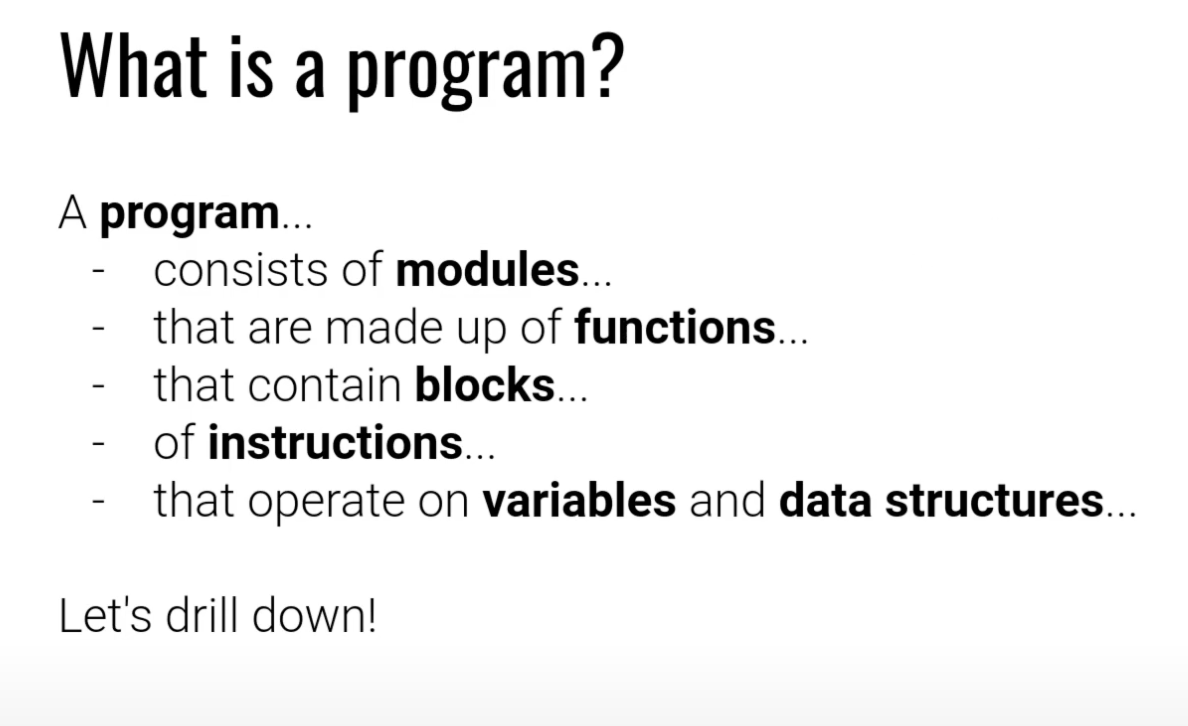 What is a program?
A program...
- consists of modules...
- that are made up of functions...
- that contain blocks...
- of instructions...
- that operate on variables and data structures...
Let's drill down!